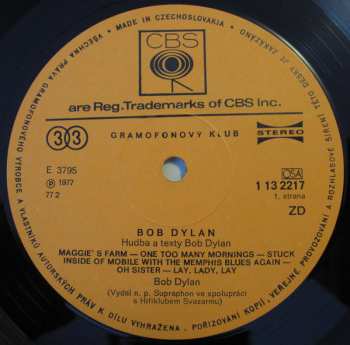 VŠECHNA PRÁVA GRAMOFONOVÉHO VÝROBCE A VLASTNÍKŮ AUTORSKÝCH PRÁV K DÍLU VYHRAŽENA. POŘIZOVÁNÍ KOPIÍ, VEŘEJNÉ PROVOZOVÁNÍ A ROZHLASOVÉ ŠÍŘENÍ TÉTO DESKY JE ZAKÁZÁNO
• MADE IN CZECHOSLOVAKIA •
CBS
are Reg.Trademarks of CBS Inc.
33
GRAMOFONOVÝ KLUB
STEREO
E 3795
℗ 1977
77 2
OSA
1 13 2217
1. strana
ZD
BOB DYLAN
Hudba a texty Bob Dylan
MAGGIE'S FARM — ONE TOO MANY MORNINGS — STUCK
INSIDE OF MOBILE WITH THE MEMPHIS BLUES AGAIN —
OH SISTER — LAY, LADY, LAY
Bob Dylan
(Vydal n. p. Supraphon ve spolupráci
s Hifiklubem Svazarmu)